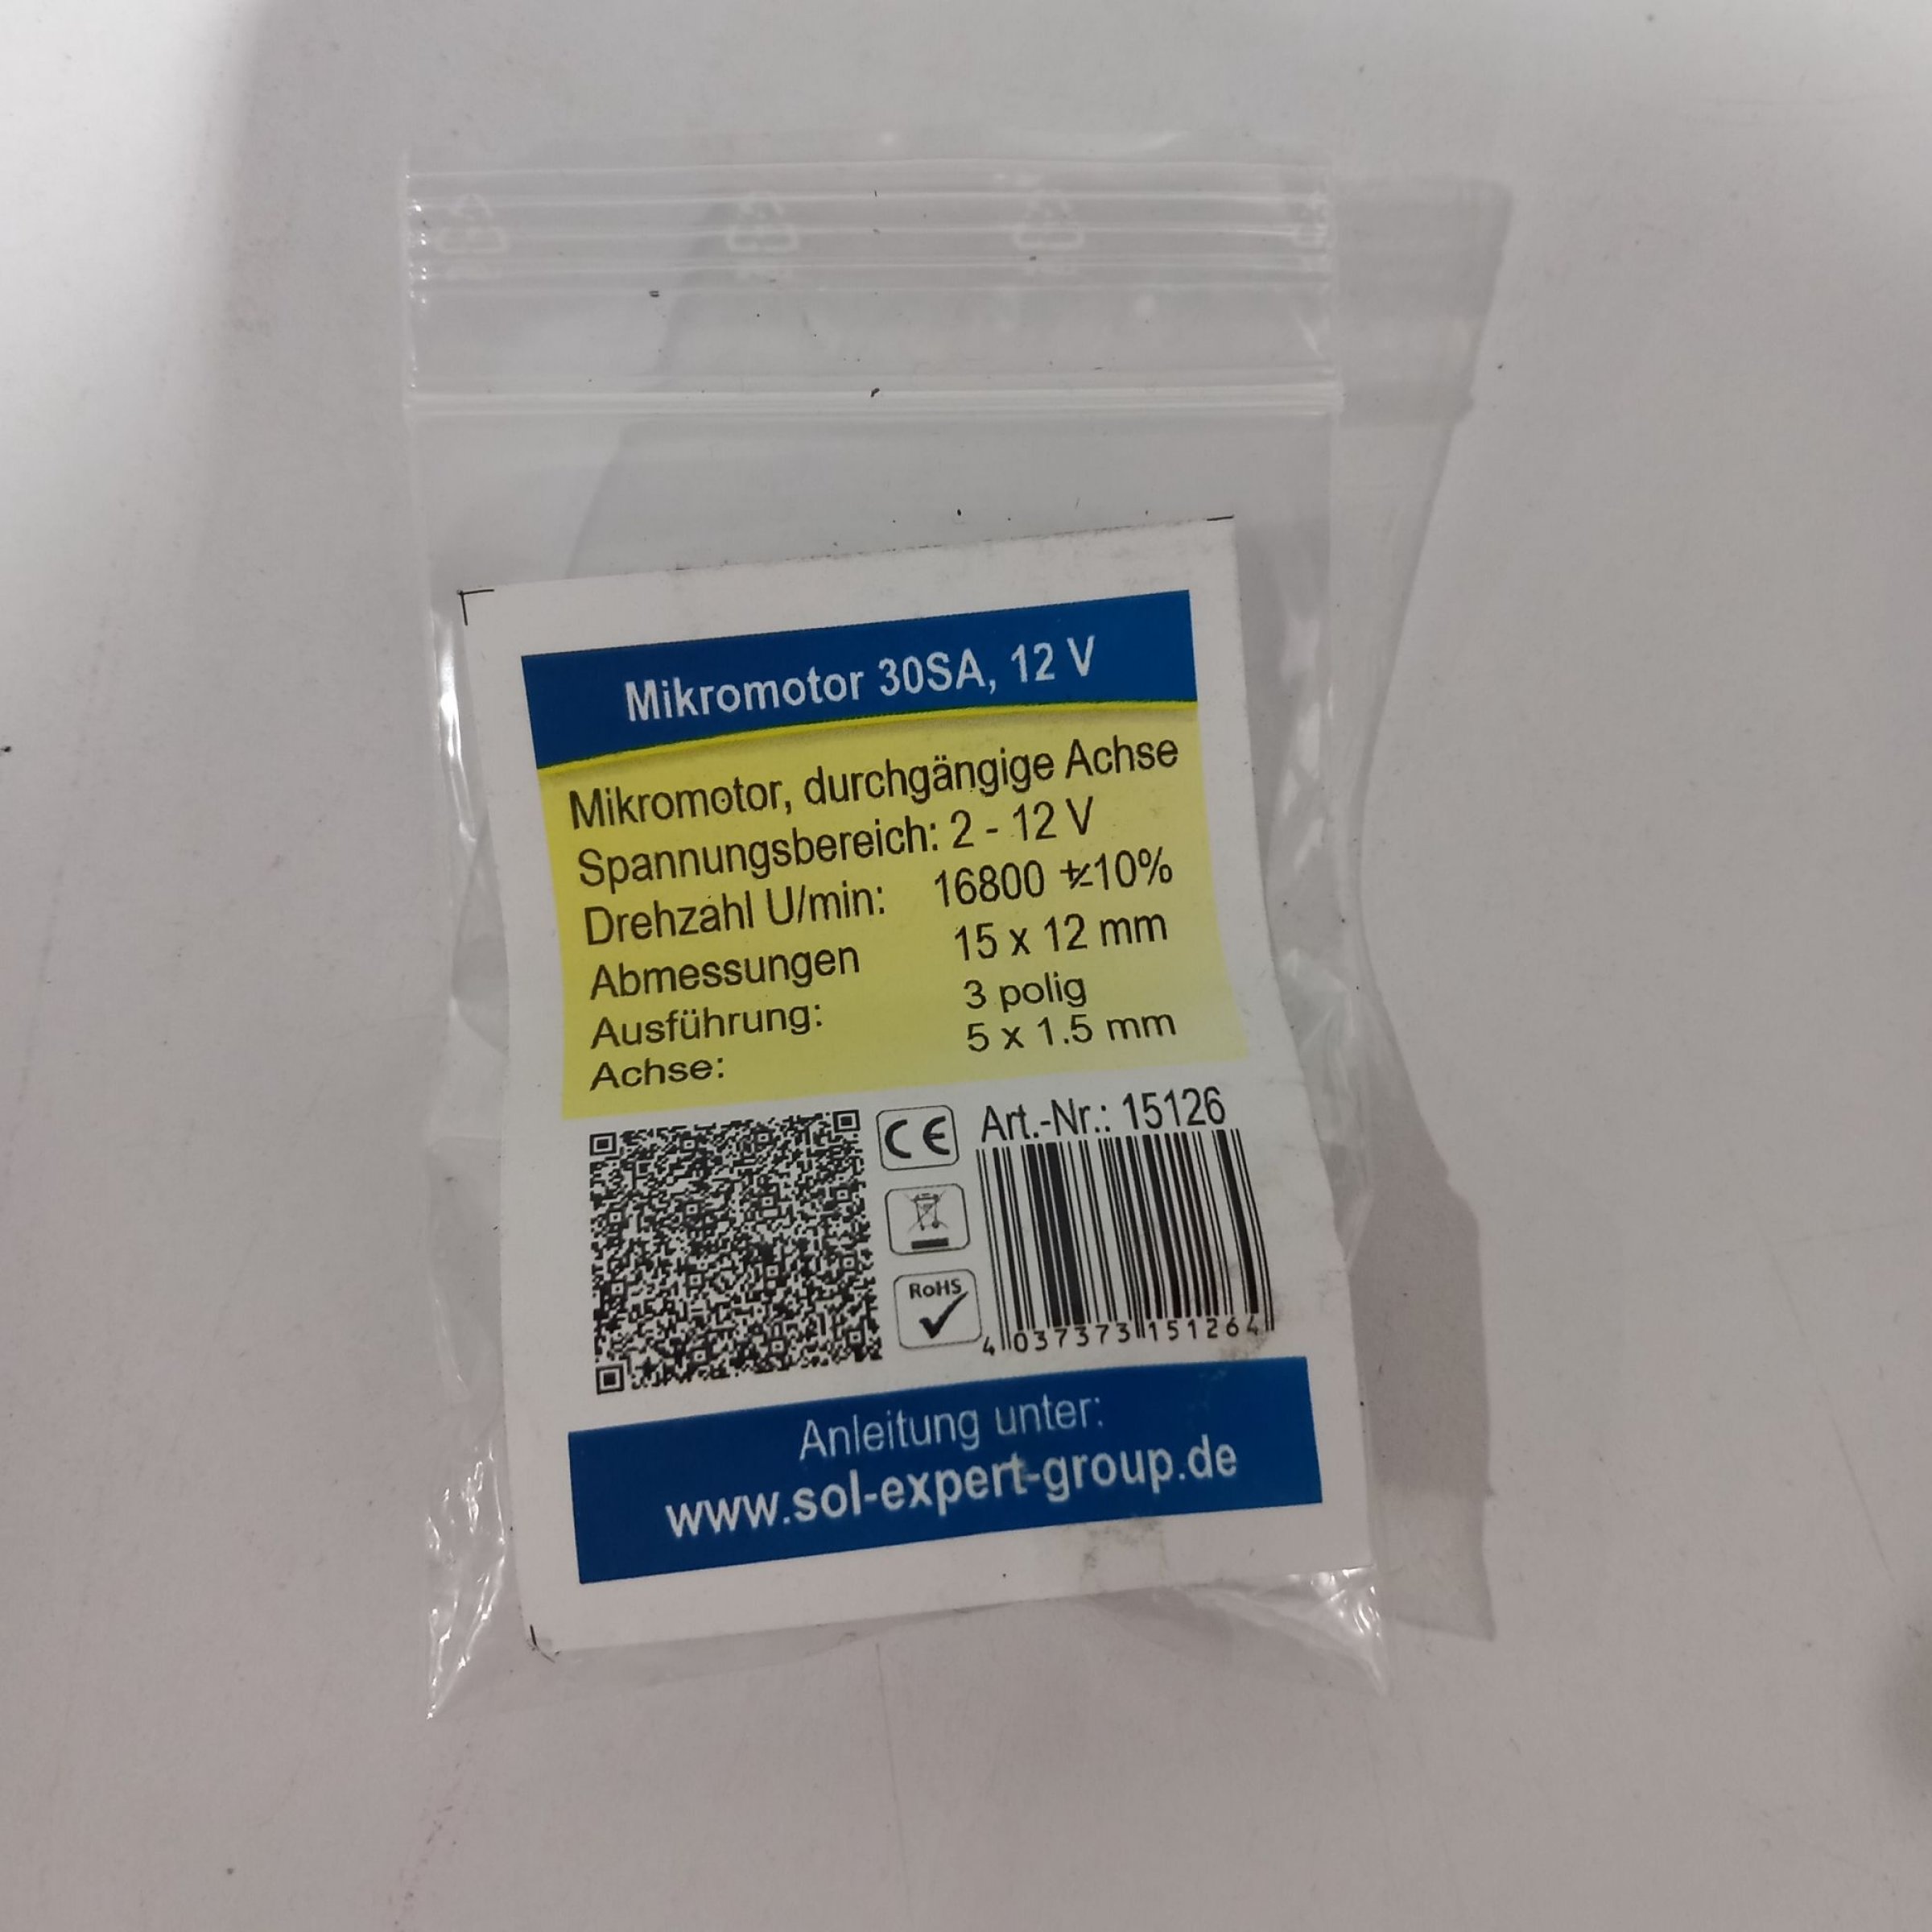 Mikromotor 30SA, 12 V
Mikromotor, durchgängige Achse
Spannungsbereich: 2 - 12 V
Drehzahl U/min: 16800 +-10%
Abmessungen 15 x 12 mm
Ausführung: 3 polig
Achse: 5 x 1.5 mm
CE
Art.-Nr.: 15126
RoHS
4 037373 151264
Anleitung unter:
www.sol-expert-group.de